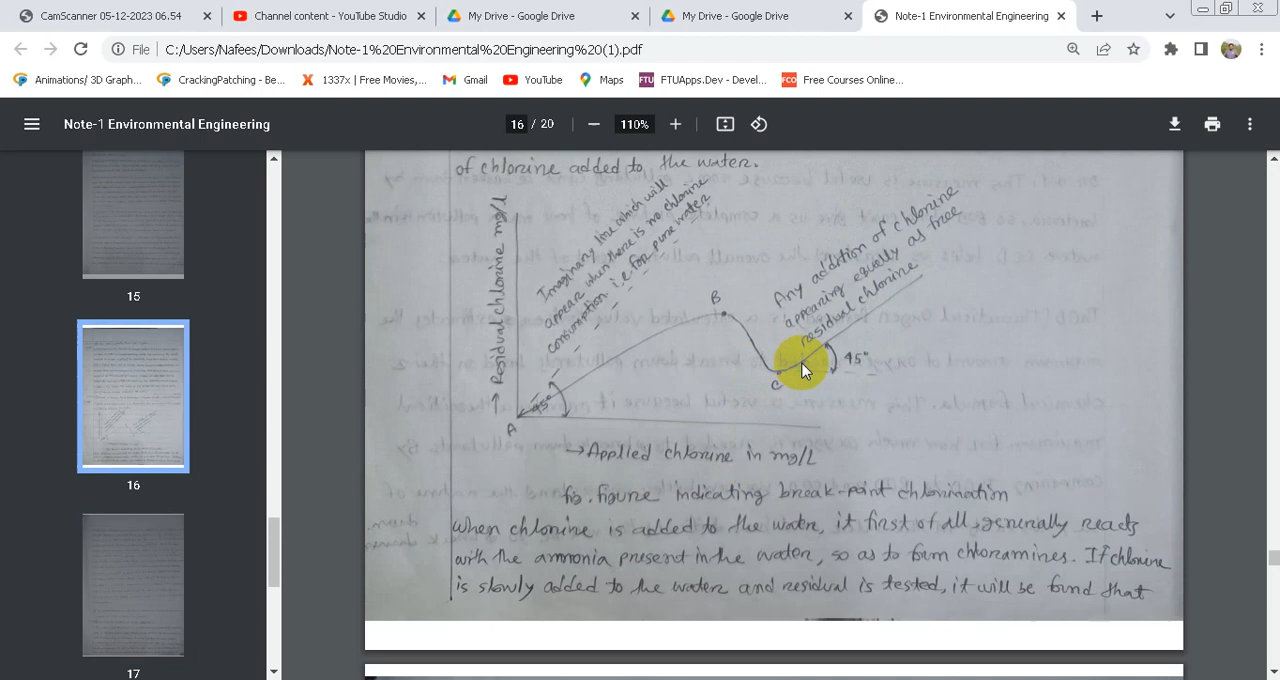 CamScanner 05-12-2023 06.54
Channel content - YouTube Studio
My Drive - Google Drive
My Drive - Google Drive
Note-1 Environmental Engineering
File
C:/Users/Nafees/Downloads/Note-1%20Environmental%20Engineering%20(1).pdf
Animations/ 3D Graph...
CrackingPatching - Be...
1337x | Free Movies,...
Gmail
YouTube
Maps
FTUApps.Dev - Devel...
Free Courses Online...
Note-1 Environmental Engineering
16 / 20
110%
15
16
17
of chlorine added to the water.
Residual chlorine mg/l
Imaginary line which will
appear when there is no chlorine
consumption i.e for pure water
Any addition of chlorine
appearing equally as free
residual chlorine
A
B
C
45°
45°
→Applied chlorine in mg/L
fig. figure indicating break-point chlorination
When chlorine is added to the water, it first of all, generally reacts
with the ammonia present in the water, so as to form chloramines. If chlorine
is slowly added to the water and residual is tested, it will be found that